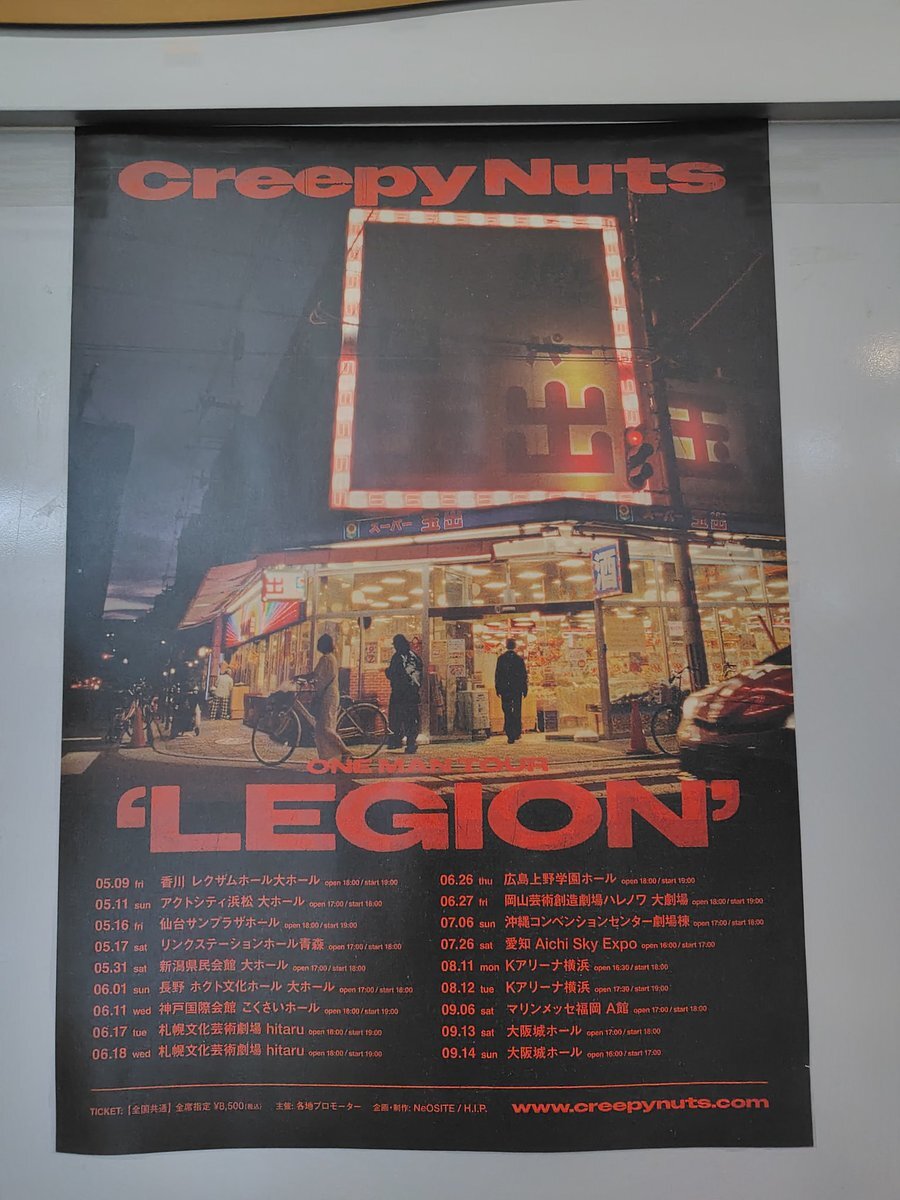 Creepy Nuts
玉
スーパー 玉出
スーパー 玉出
出
酒
ONE MAN TOUR
'LEGION'
05.09 fri 香川 レクザムホール大ホール open 18:00 / start 19:00
05.11 sun アクトシティ浜松 大ホール open 17:00 / start 18:00
05.16 fri 仙台サンプラザホール open 18:00 / start 19:00
05.17 sat リンクステーションホール青森 open 17:00 / start 18:00
05.31 sat 新潟県民会館 大ホール open 17:00 / start 18:00
06.01 sun 長野 ホクト文化ホール 大ホール open 17:00 / start 18:00
06.11 wed 神戸国際会館 こくさいホール open 18:00 / start 19:00
06.17 tue 札幌文化芸術劇場 hitaru open 18:00 / start 19:00
06.18 wed 札幌文化芸術劇場 hitaru open 18:00 / start 19:00
06.26 thu 広島上野学園ホール open 18:00 / start 19:00
06.27 fri 岡山芸術創造劇場ハレノワ 大劇場 open 18:00 / start 19:00
07.06 sun 沖縄コンベンションセンター劇場棟 open 17:00 / start 18:00
07.26 sat 愛知 Aichi Sky Expo open 16:00 / start 17:00
08.11 mon Kアリーナ横浜 open 16:30 / start 18:00
08.12 tue Kアリーナ横浜 open 17:30 / start 19:00
09.06 sat マリンメッセ福岡 A館 open 17:00 / start 18:00
09.13 sat 大阪城ホール open 17:00 / start 18:00
09.14 sun 大阪城ホール open 16:00 / start 17:00
TICKET:【全国共通】全席指定 ¥8,500(税込) 主催：各地プロモーター 企画・制作：NeOSITE / H.I.P. www.creepynuts.com